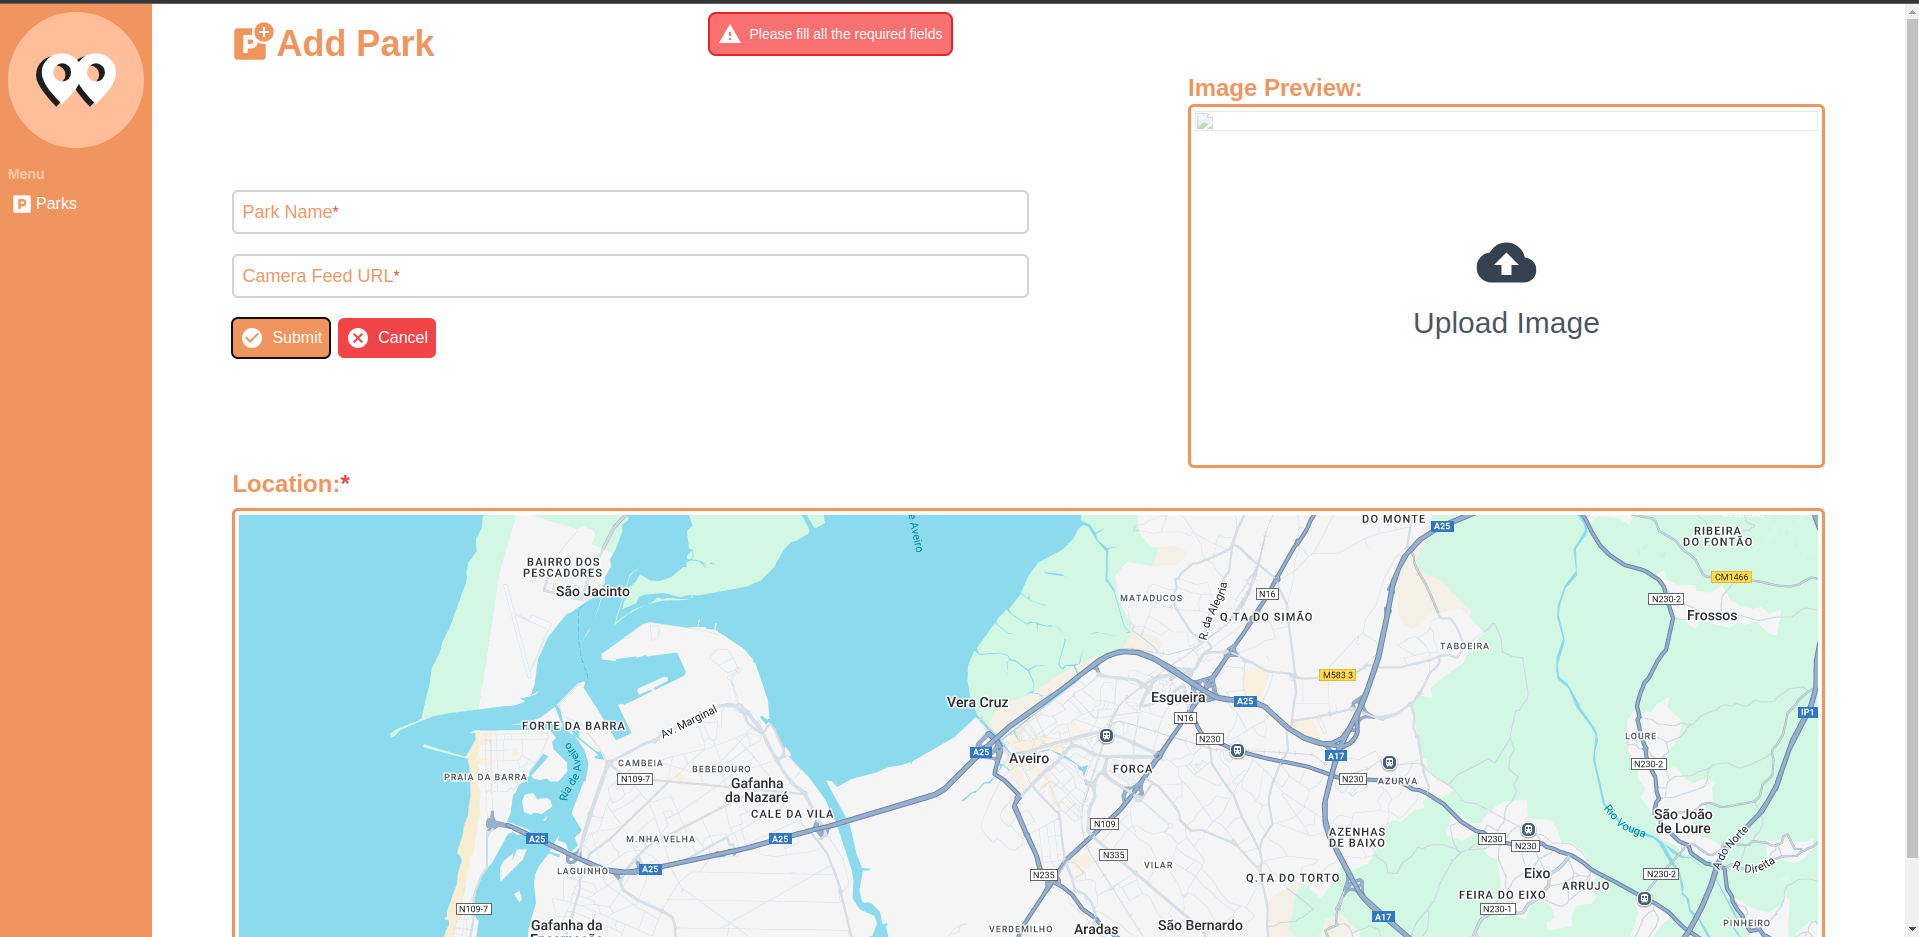 Add Park
Please fill all the required fields
Image Preview:
Menu
Parks
Park Name*
Camera Feed URL*
Submit
Cancel
Upload Image
Location:*
e Aveiro
DO MONTE
A25
RIBEIRA
DO FONTÃO
BAIRRO DOS
PESCADORES
São Jacinto
CM1466
MATADUCOS
R. da Alegria
N16
Q.TA DO SIMÃO
N230-2
Frossos
TABOEIRA
M583 3
Vera Cruz
Esgueira
A25
N16
IP1
FORTE DA BARRA
Av. Marginal
Ria de Aveiro
N230
LOURE
A25
Aveiro
A17
CAMBEIA
BEBEDOURO
FORCA
N230-2
PRAIA DA BARRA
N109-7
Gafanha
da Nazaré
N230
AZURVA
CALE DA VILA
Rio Vouga
São João
de Loure
N109
A25
M.NHA VELHA
A25
AZENHAS
DE BAIXO
N230
N230
A do Norte
N335
VILAR
LAGUINHO
A25
N235
Q.TA DO TORTO
Eixo
ARRUJO
N230-2
R. Direita
FEIRA DO EIXO
N109-7
N230-1
A17
Gafanha da
Encarnação
VERDEMILHO
Aradas
São Bernardo
PINHEIRO